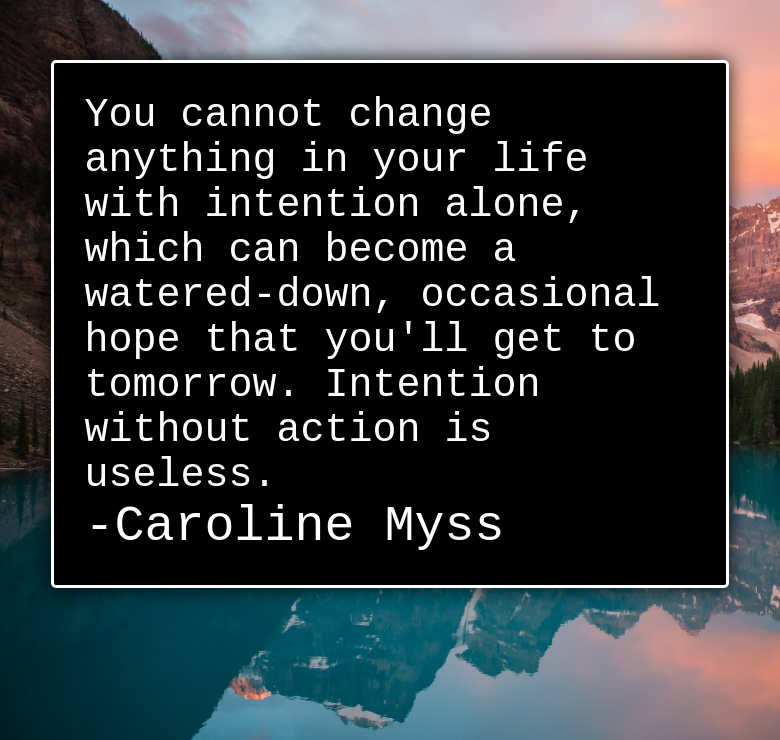 You cannot change
anything in your life
with intention alone,
which can become a
watered-down, occasional
hope that you'll get to
tomorrow. Intention
without action is
useless.
-Caroline Myss